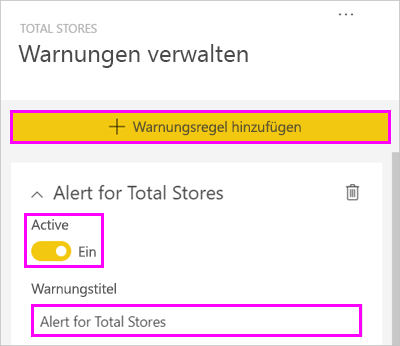 TOTAL STORES
Warnungen verwalten
Warnungsregel hinzufügen
Alert for Total Stores
Active
Ein
Warnungstitel
Alert for Total Stores